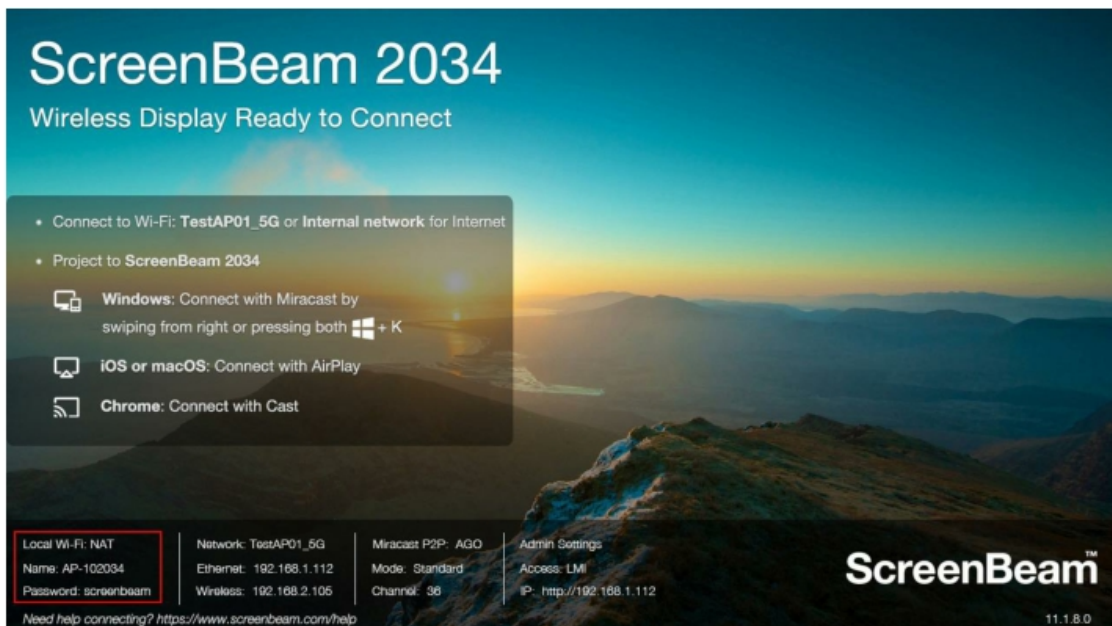 ScreenBeam 2034
Wireless Display Ready to Connect
• Connect to Wi-Fi: TestAP01_5G or Internal network for Internet
• Project to ScreenBeam 2034
Windows: Connect with Miracast by
swiping from right or pressing both + K
iOS or macOS: Connect with AirPlay
Chrome: Connect with Cast
Local Wi-Fi: NAT
Name: AP-102034
Password: screenbeam
Network: TestAP01_5G
Ethernet: 192.168.1.112
Wireless: 192.168.2.105
Miracast P2P: AGO
Mode: Standard
Channel: 36
Admin Settings
Access: LMI
IP: http://192.168.1.112
ScreenBeam™
Need help connecting? https://www.screenbeam.com/help
11.1.8.0